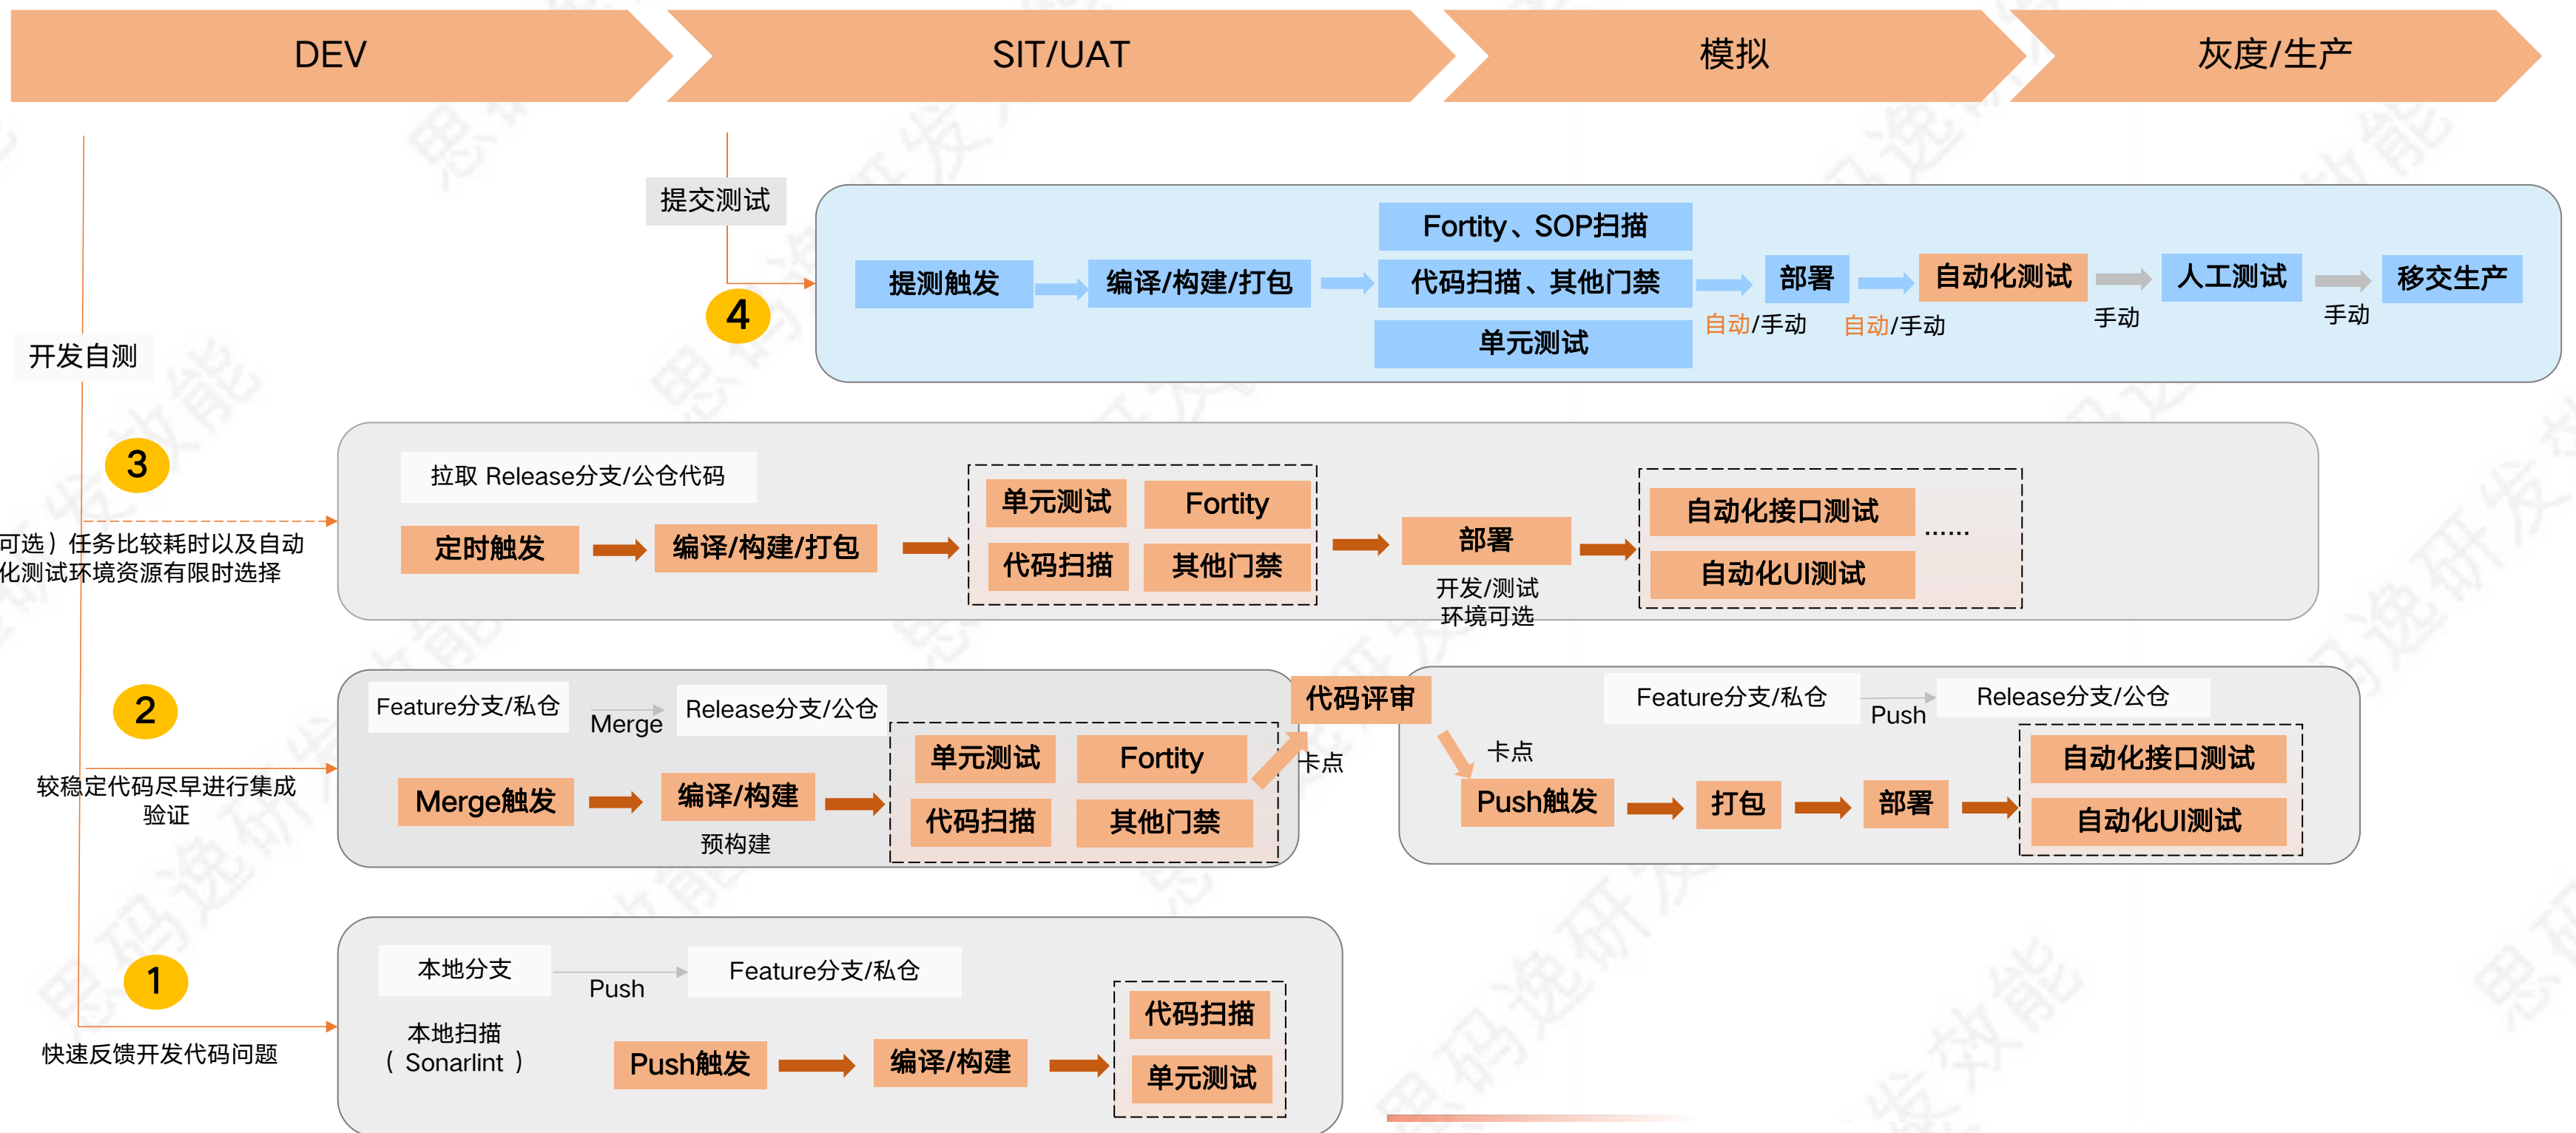 DEV
SIT/UAT
模拟
灰度/生产
提交测试
4
提测触发
编译/构建/打包
Fortity、SOP扫描
代码扫描、其他门禁
单元测试
部署
自动化测试
人工测试
移交生产
自动/手动
自动/手动
手动
手动
开发自测
3
可选）任务比较耗时以及自动
化测试环境资源有限时选择
拉取 Release分支/公仓代码
定时触发
编译/构建/打包
单元测试
Fortity
代码扫描
其他门禁
部署
开发/测试
环境可选
自动化接口测试
......
自动化UI测试
2
较稳定代码尽早进行集成
验证
Feature分支/私仓
Merge
Release分支/公仓
Merge触发
编译/构建
预构建
单元测试
Fortity
代码扫描
其他门禁
代码评审
卡点
卡点
Feature分支/私仓
Push
Release分支/公仓
Push触发
打包
部署
自动化接口测试
自动化UI测试
1
快速反馈开发代码问题
本地分支
Push
Feature分支/私仓
本地扫描
（ Sonarlint ）
Push触发
编译/构建
代码扫描
单元测试
思码逸研发效能